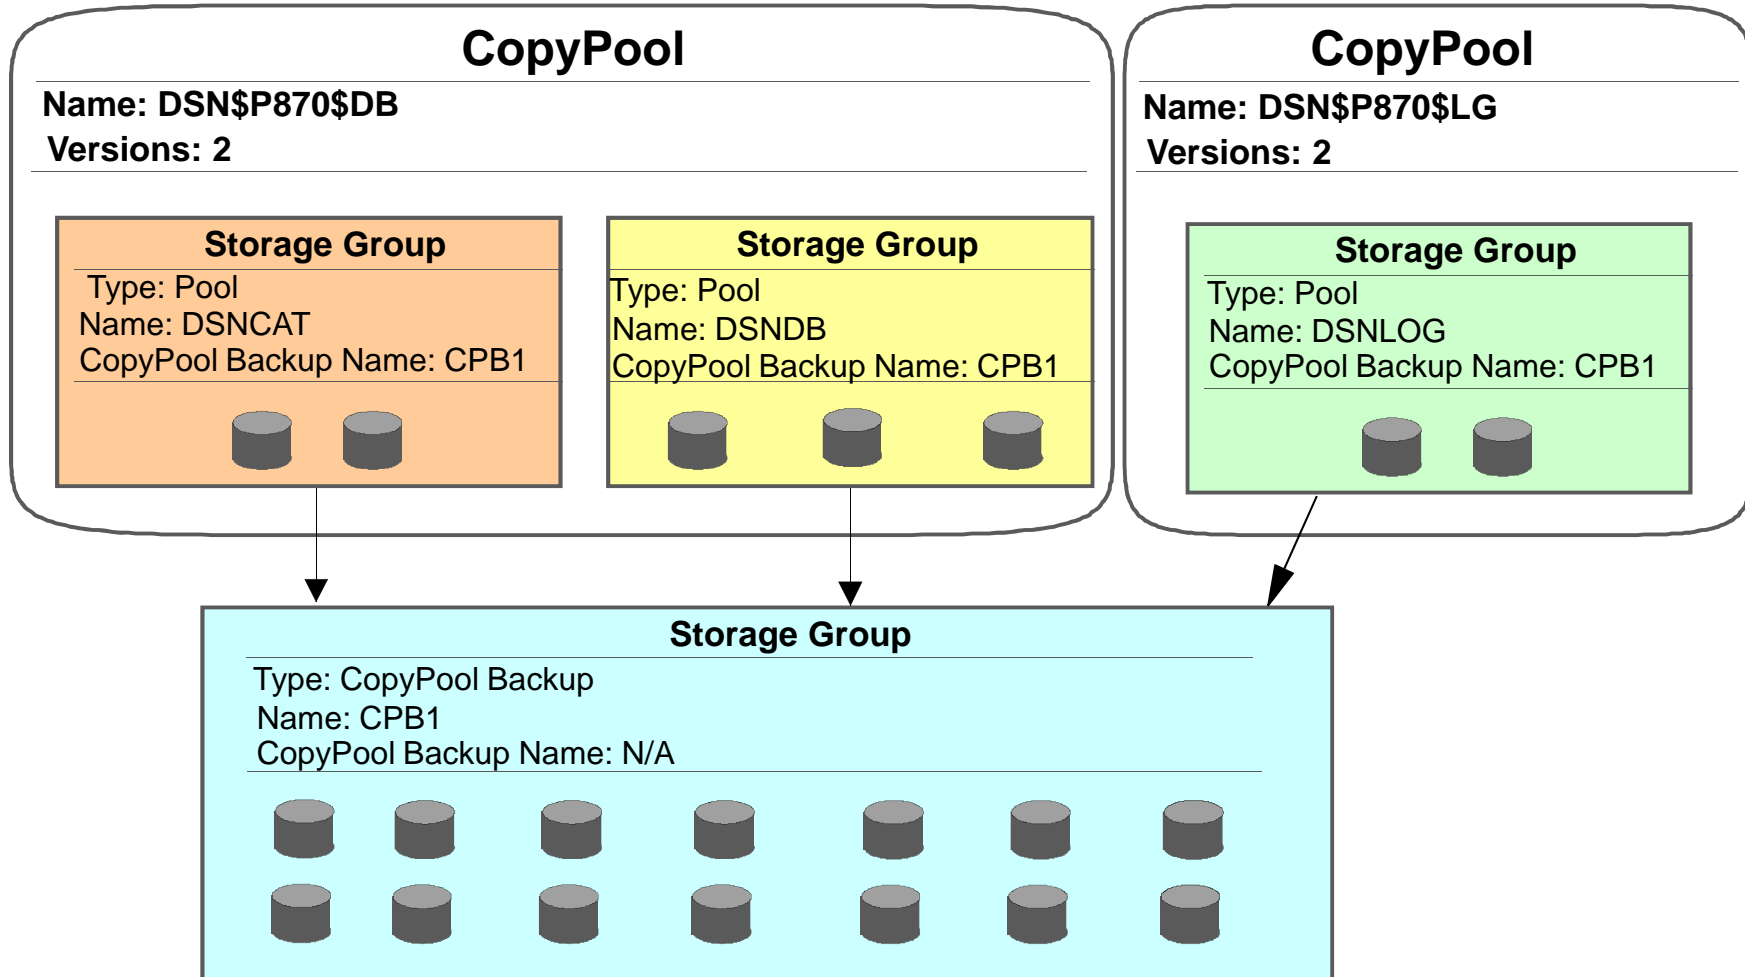 CopyPool
Name: DSN$P870$DB
Versions: 2
Storage Group
Type: Pool
Name: DSNCAT
CopyPool Backup Name: CPB1
Storage Group
Type: Pool
Name: DSNDB
CopyPool Backup Name: CPB1
CopyPool
Name: DSN$P870$LG
Versions: 2
Storage Group
Type: Pool
Name: DSNLOG
CopyPool Backup Name: CPB1
Storage Group
Type: CopyPool Backup
Name: CPB1
CopyPool Backup Name: N/A